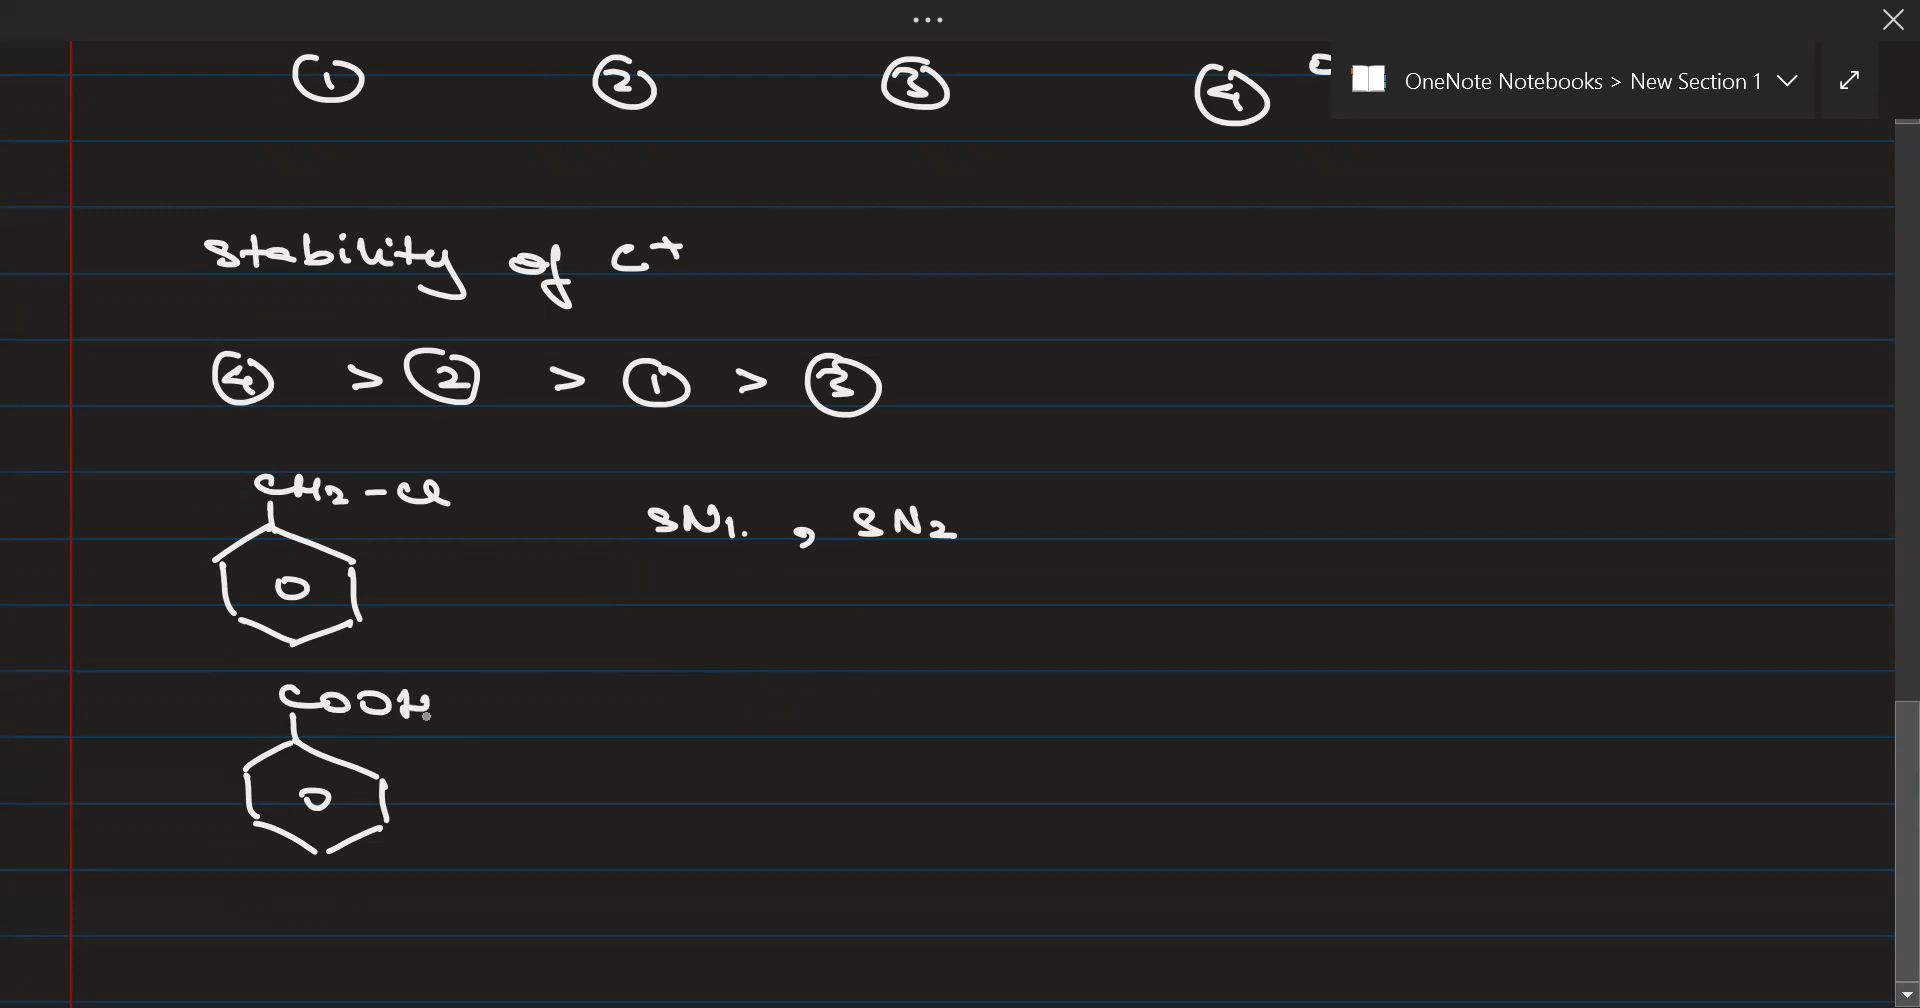 ① ② ③ ④
OneNote Notebooks > New Section 1
stability of C+
④ > ② > ① > ③
CH2-Cl
SN1. , SN2
COOH